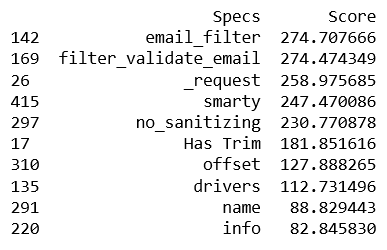 Specs Score
142 email_filter 274.707666
169 filter_validate_email 274.474349
26 _request 258.975685
415 smarty 247.470086
297 no_sanitizing 230.770878
17 Has Trim 181.851616
310 offset 127.888265
135 drivers 112.731496
291 name 88.829443
220 info 82.845830